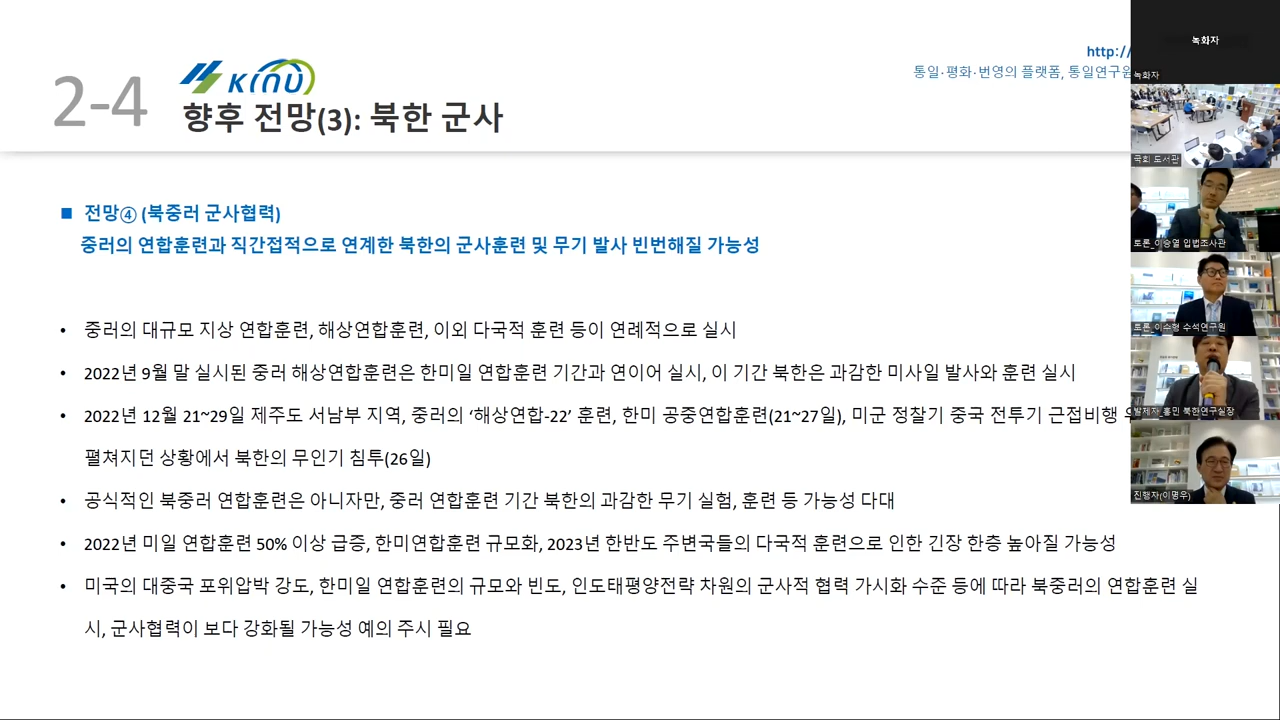 2-4
KINU
향후 전망(3): 북한 군사
http://
통일·평화·번영의 플랫폼, 통일연구원
■ 전망④ (북중러 군사협력)
중러의 연합훈련과 직간접적으로 연계한 북한의 군사훈련 및 무기 발사 빈번해질 가능성
• 중러의 대규모 지상 연합훈련, 해상연합훈련, 이외 다국적 훈련 등이 연례적으로 실시
• 2022년 9월 말 실시된 중러 해상연합훈련은 한미일 연합훈련 기간과 연이어 실시, 이 기간 북한은 과감한 미사일 발사와 훈련 실시
• 2022년 12월 21~29일 제주도 서남부 지역, 중러의 ‘해상연합-22’ 훈련, 한미 공중연합훈련(21~27일), 미군 정찰기 중국 전투기 근접비행
펼쳐지던 상황에서 북한의 무인기 침투(26일)
• 공식적인 북중러 연합훈련은 아니자만, 중러 연합훈련 기간 북한의 과감한 무기 실험, 훈련 등 가능성 다대
• 2022년 미일 연합훈련 50% 이상 급증, 한미연합훈련 규모화, 2023년 한반도 주변국들의 다국적 훈련으로 인한 긴장 한층 높아질 가능성
• 미국의 대중국 포위압박 강도, 한미일 연합훈련의 규모와 빈도, 인도태평양전략 차원의 군사적 협력 가시화 수준 등에 따라 북중러의 연합훈련 실
시, 군사협력이 보다 강화될 가능성 예의 주시 필요
녹화자
녹화자
국회 도서관
토론_이승열 입법조사관
토론_이수형 수석연구원
발제자_홍민 북한연구실장
진행자(이명우)